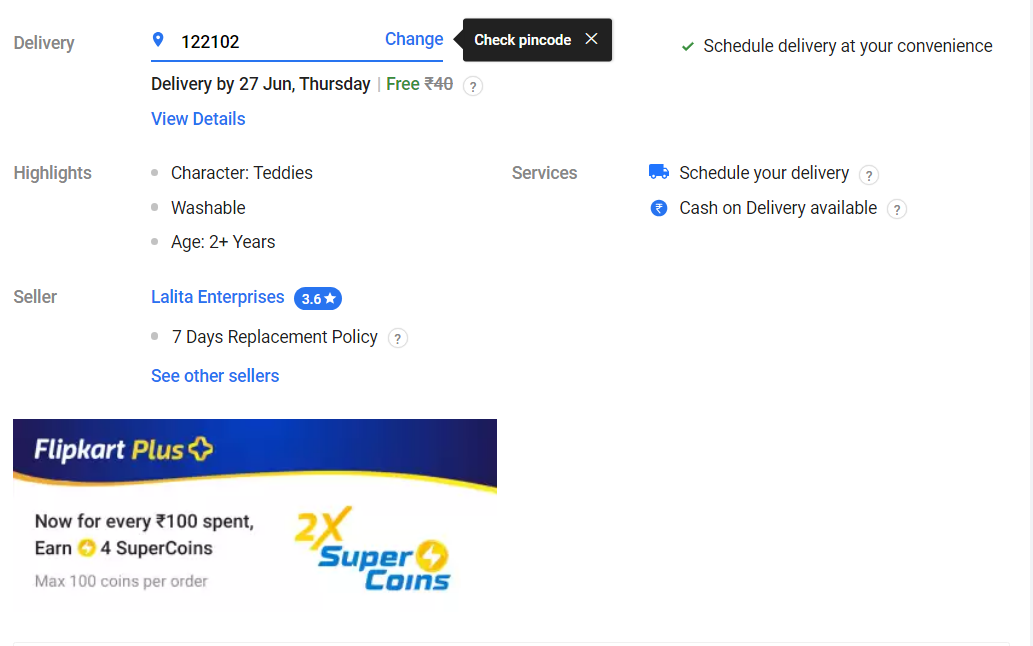 Delivery
122102
Change
Check pincode
Schedule delivery at your convenience
Delivery by 27 Jun, Thursday | Free ₹40 ?
View Details
Highlights
Character: Teddies
Washable
Age: 2+ Years
Services
Schedule your delivery ?
₹ Cash on Delivery available ?
Seller
Lalita Enterprises 3.6★
7 Days Replacement Policy ?
See other sellers
Flipkart Plus
Now for every ₹100 spent,
Earn 4 SuperCoins
Max 100 coins per order
2X
Super
Coins